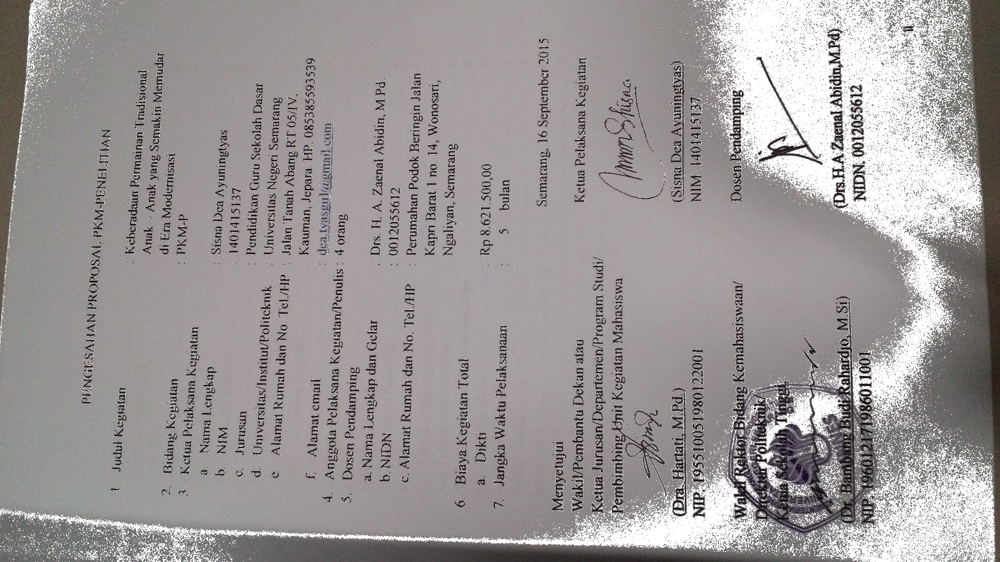 PENGESAHAN PROPOSAL PKM-PENELITIAN
1. Judul Kegiatan : Keberadaan Permainan Tradisional
Anak – Anak yang Semakin Memudar
di Era Modernisasi
2. Bidang Kegiatan : PKM-P
3. Ketua Pelaksana Kegiatan
a. Nama Lengkap : Sisna Dea Ayuningtyas
b. NIM : 1401415137
c. Jurusan : Pendidikan Guru Sekolah Dasar
d. Universitas/Institut/Politeknik : Universitas Negeri Semarang
e. Alamat Rumah dan No. Tel./HP : Jalan Tanah Abang RT 05/IV,
Kauman, Jepara. HP. 085385593539
f. Alamat email : dea.tyasgirl@gmail.com
4. Anggota Pelaksana Kegiatan/Penulis : 4 orang
5. Dosen Pendamping
a. Nama Lengkap dan Gelar : Drs. H. A. Zaenal Abidin, M.Pd.
b. NIDN : 0012055612
c. Alamat Rumah dan No. Tel./HP : Perumahan Podok Beringin Jalan
Kapri Barat 1 no. 14, Wonosari,
Ngaliyan, Semarang
6. Biaya Kegiatan Total
a. Dikti : Rp 8.621.500,00
7. Jangka Waktu Pelaksanaan : 5 bulan
Semarang, 16 September 2015
Menyetujui
Wakil/Pembantu Dekan atau
Ketua Jurusan/Departemen/Program Studi/
Pembimbing Unit Kegiatan Mahasiswa
(Dra. Hartati, M.Pd.)
NIP. 195510051980122001
Ketua Pelaksana Kegiatan
(Sisna Dea Ayuningtyas)
NIM. 1401415137
Wakil Rektor Bidang Kemahasiswaan/
Direktur Politeknik/
Ketua Sekolah Tinggi,
UNNES
(Dr. Bambang Budi Rahardjo, M.Si)
NIP. 196012171986011001
Dosen Pendamping
(Drs.H.A Zaenal Abidin,M.Pd)
NIDN. 0012055612
ii